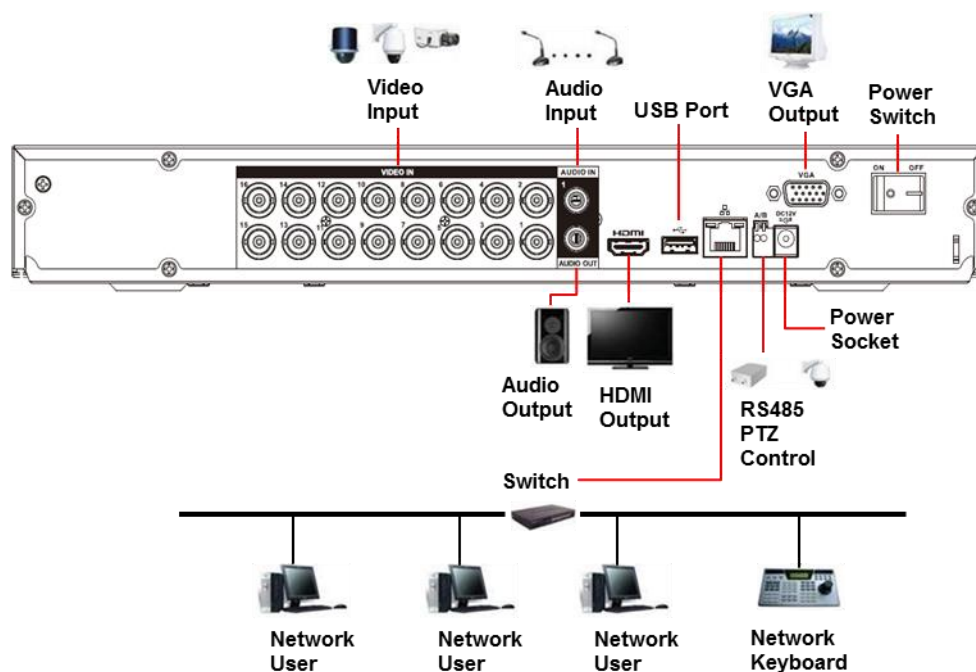 Video
Input
Audio
Input
USB Port
VGA
Output
Power
Switch
VIDEO IN
AUDIO IN
VGA
ON OFF
16 14 12 10 8 6 4 2
1
15 13 11 9 7 5 3 1
HDMI
A/B
DC12V
AUDIO OUT
Power
Socket
Audio
Output
HDMI
Output
RS485
PTZ
Control
Switch
Network
User
Network
User
Network
User
Network
Keyboard